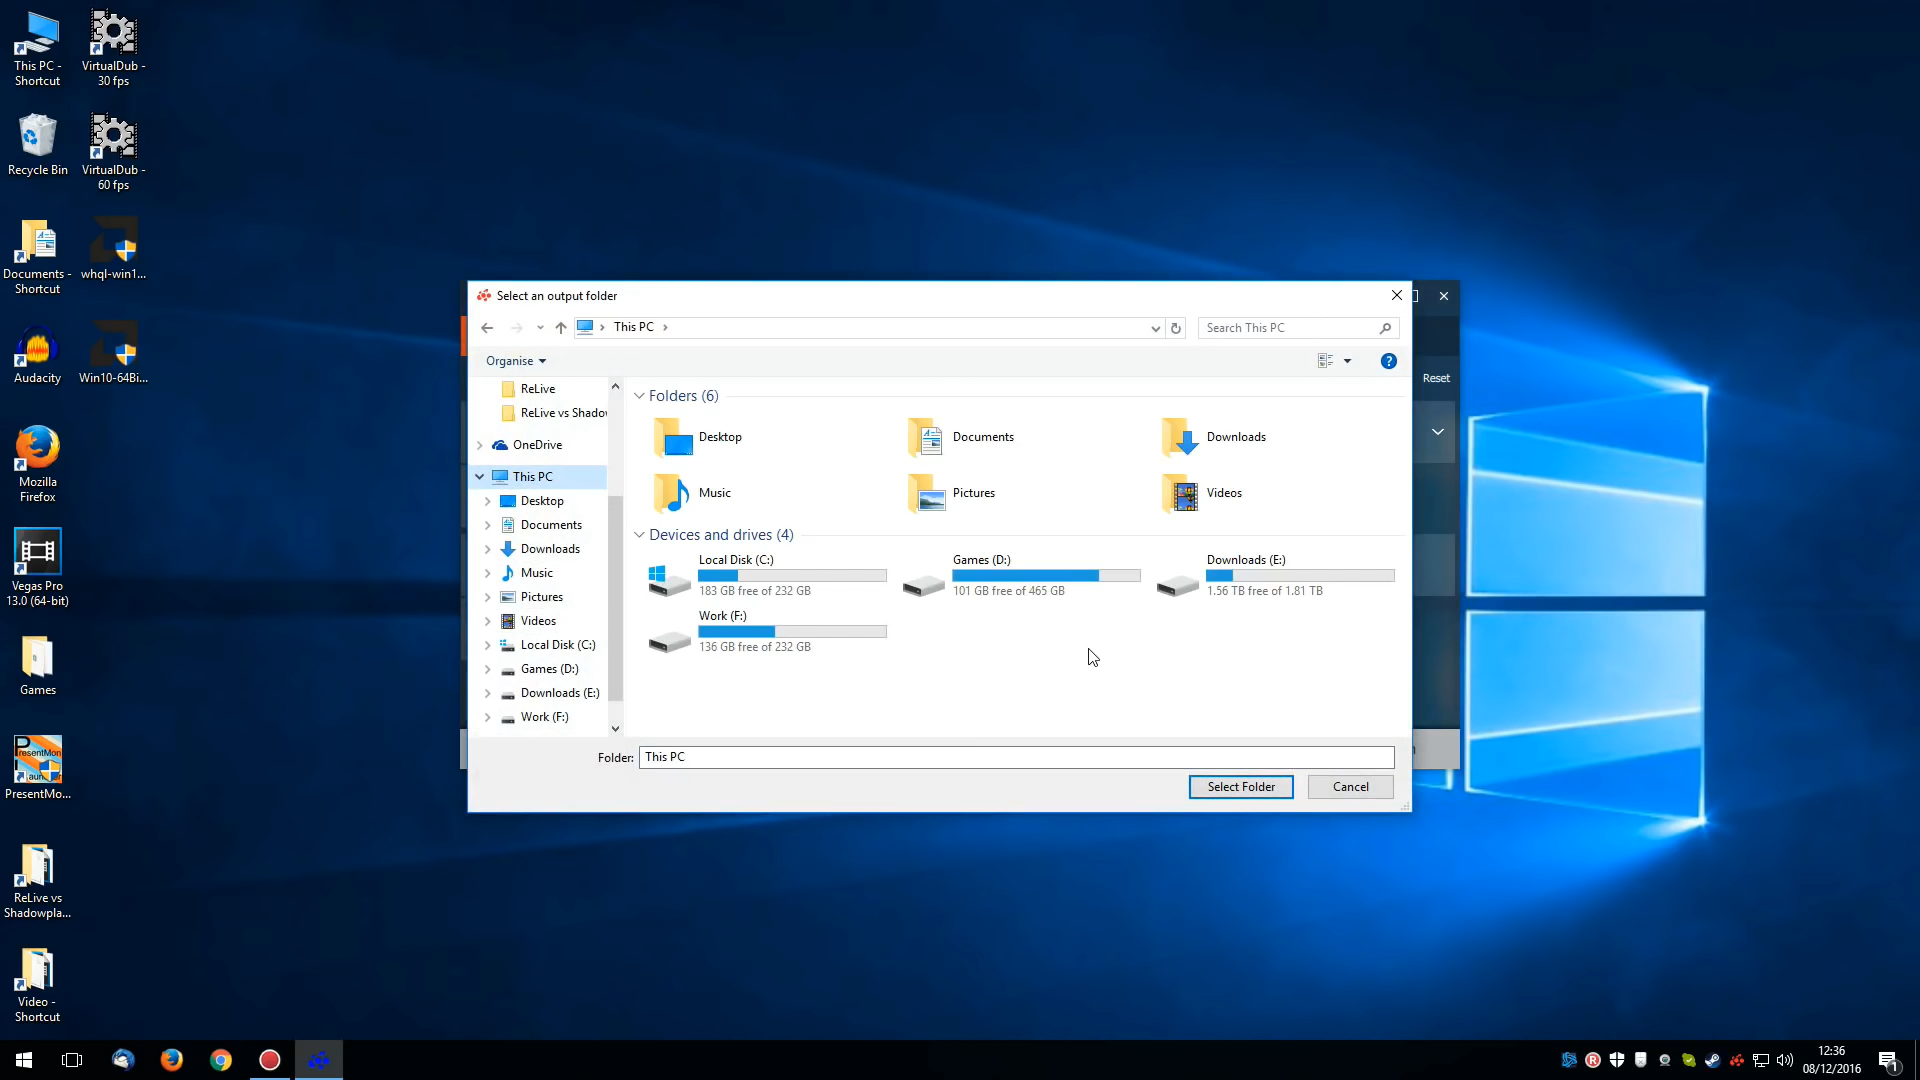 This PC -
Shortcut
VirtualDub -
30 fps
Recycle Bin
VirtualDub -
60 fps
Documents -
Shortcut
whql-win1...
Audacity
Win10-64Bi...
Mozilla
Firefox
Vegas Pro
13.0 (64-bit)
Games
PresentMo...
ReLive vs
Shadowpla...
Video -
Shortcut
Select an output folder
This PC
Search This PC
Organise
Reset
ReLive
ReLive vs Shado
OneDrive
This PC
Desktop
Documents
Downloads
Music
Pictures
Videos
Local Disk (C:)
Games (D:)
Downloads (E:)
Work (F:)
Folders (6)
Desktop
Documents
Downloads
Music
Pictures
Videos
Devices and drives (4)
Local Disk (C:)
183 GB free of 232 GB
Games (D:)
101 GB free of 465 GB
Downloads (E:)
1.56 TB free of 1.81 TB
Work (F:)
136 GB free of 232 GB
Folder:
This PC
Select Folder
Cancel
12:36
08/12/2016
1